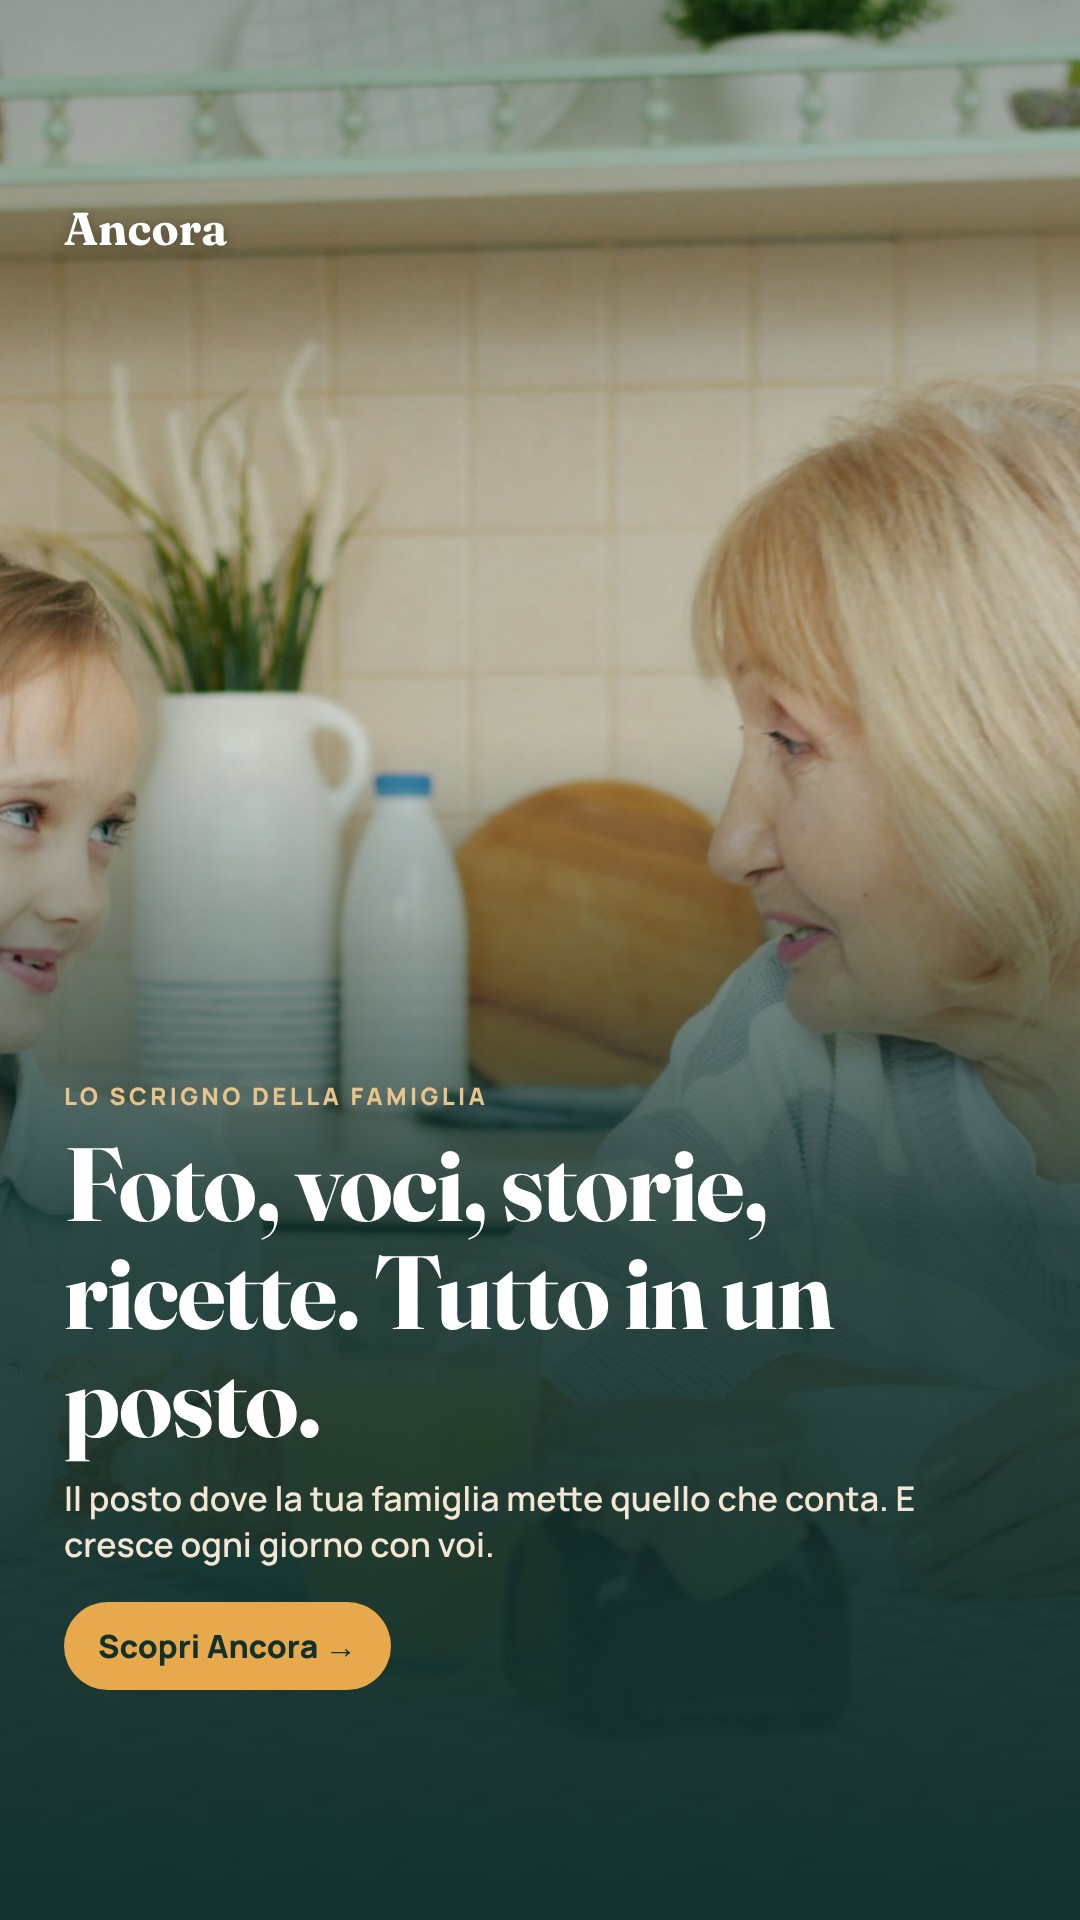 Ancora
LO SCRIGNO DELLA FAMIGLIA
Foto, voci, storie,
ricette. Tutto in un
posto.
Il posto dove la tua famiglia mette quello che conta. E
cresce ogni giorno con voi.
Scopri Ancora →